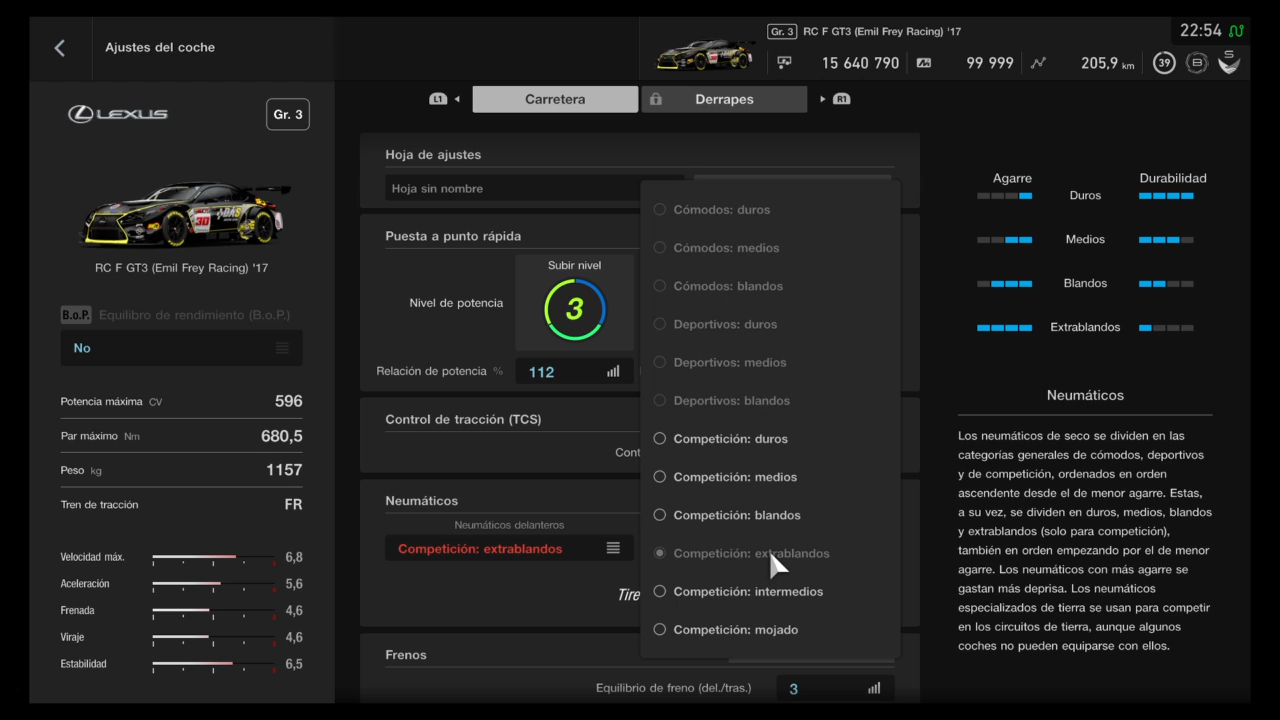 Ajustes del coche
Gr. 3 RC F GT3 (Emil Frey Racing) '17
22:54
15 640 790
99 999
205,9 km
39
B
S
LEXUS
Gr. 3
RC F GT3 (Emil Frey Racing) '17
B.o.P. Equilibro de rendimiento (B.o.P.)
No
Potencia máxima CV 596
Par máximo Nm 680,5
Peso kg 1157
Tren de tracción FR
Velocidad máx. 6,8
Aceleración 5,6
Frenada 4,6
Viraje 4,6
Estabilidad 6,5
L1 Carretera Derrapes R1
Hoja de ajustes
Hoja sin nombre
Puesta a punto rápida
Subir nivel
Nivel de potencia 3
Relación de potencia % 112
Control de tracción (TCS)
Cont
Neumáticos
Neumáticos delanteros
Competición: extrablandos
Tire
Frenos
Equilibrio de freno (del./tras.) 3
Cómodos: duros
Cómodos: medios
Cómodos: blandos
Deportivos: duros
Deportivos: medios
Deportivos: blandos
Competición: duros
Competición: medios
Competición: blandos
Competición: extrablandos
Competición: intermedios
Competición: mojado
Agarre Durabilidad
Duros
Medios
Blandos
Extrablandos
Neumáticos
Los neumáticos de seco se dividen en las
categorías generales de cómodos, deportivos
y de competición, ordenados en orden
ascendente desde el de menor agarre. Estas,
a su vez, se dividen en duros, medios, blandos
y extrablandos (solo para competición),
también en orden empezando por el de menor
agarre. Los neumáticos con más agarre se
gastan más deprisa. Los neumáticos
especializados de tierra se usan para competir
en los circuitos de tierra, aunque algunos
coches no pueden equiparse con ellos.